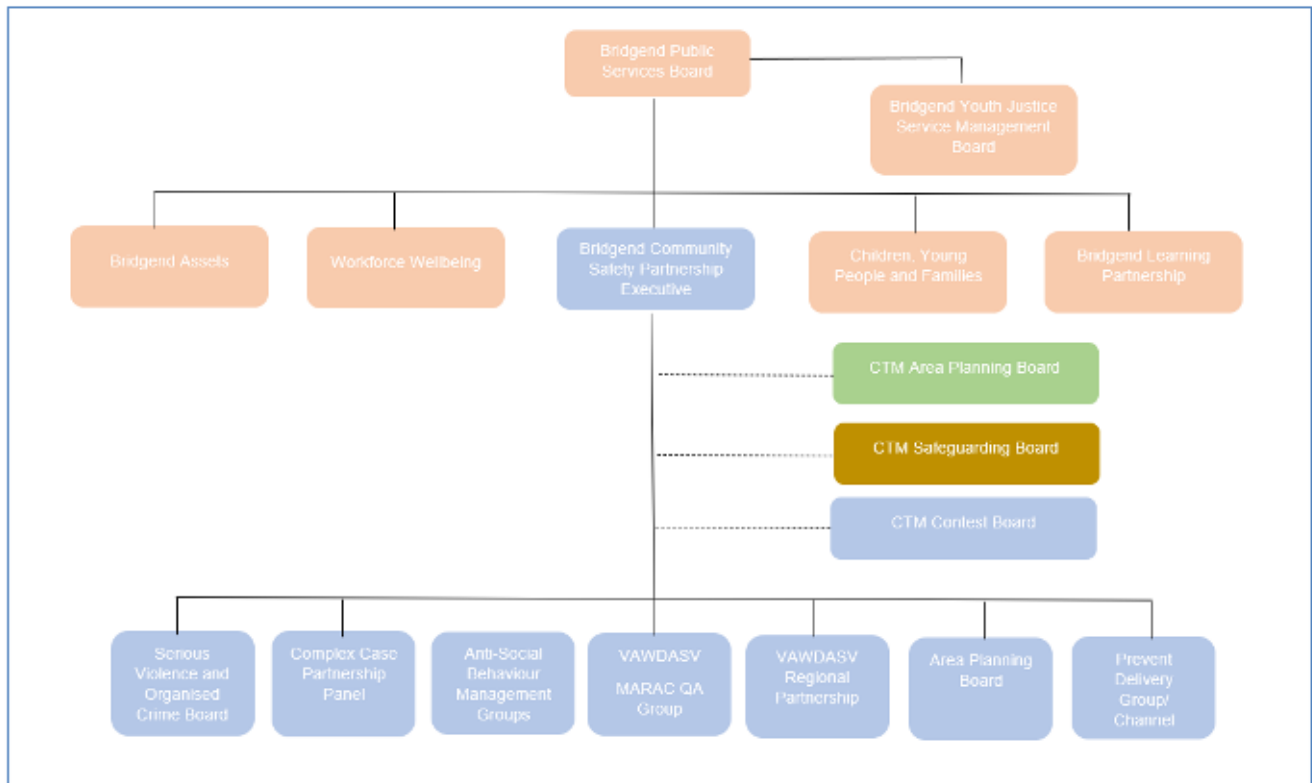 Bridgend Public
Services Board
Bridgend Youth Justice
Service Management
Board
Bridgend Assets
Workforce Wellbeing
Bridgend Community
Safety Partnership
Executive
Children, Young
People and Families
Bridgend Learning
Partnership
CTM Area Planning Board
CTM Safeguarding Board
CTM Contest Board
Serious
Violence and
Organised
Crime Board
Complex Case
Partnership
Panel
Anti-Social
Behaviour
Management
Groups
VAWDASV
MARAC QA
Group
VAWDASV
Regional
Partnership
Area Planning
Board
Prevent
Delivery
Group/
Channel